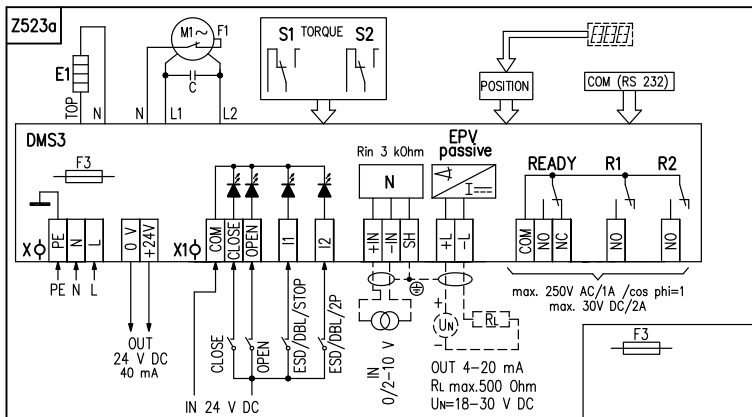 Z523a
M1~
F1
S1 TORQUE S2
E1
C
TOP
N
N
L1
L2
POSITION
COM (RS 232)
DMS3
EPV
passive
F3
Rin 3 kOhm
N
I
READY R1 R2
X
PE
N
L
0 V
+24V
X1
COM
CLOSE
OPEN
I1
I2
+IN
-IN
SH
+L
-L
COM
NO
NC
NO
NO
PE N L
OUT
24 V DC
40 mA
CLOSE
OPEN
ESD/DBL/STOP
ESD/DBL/2P
IN 24 V DC
IN
0/2-10 V
+
UN
-
RL
OUT 4-20 mA
RL max.500 Ohm
UN=18-30 V DC
max. 250V AC/1A /cos phi=1
max. 30V DC/2A
F3